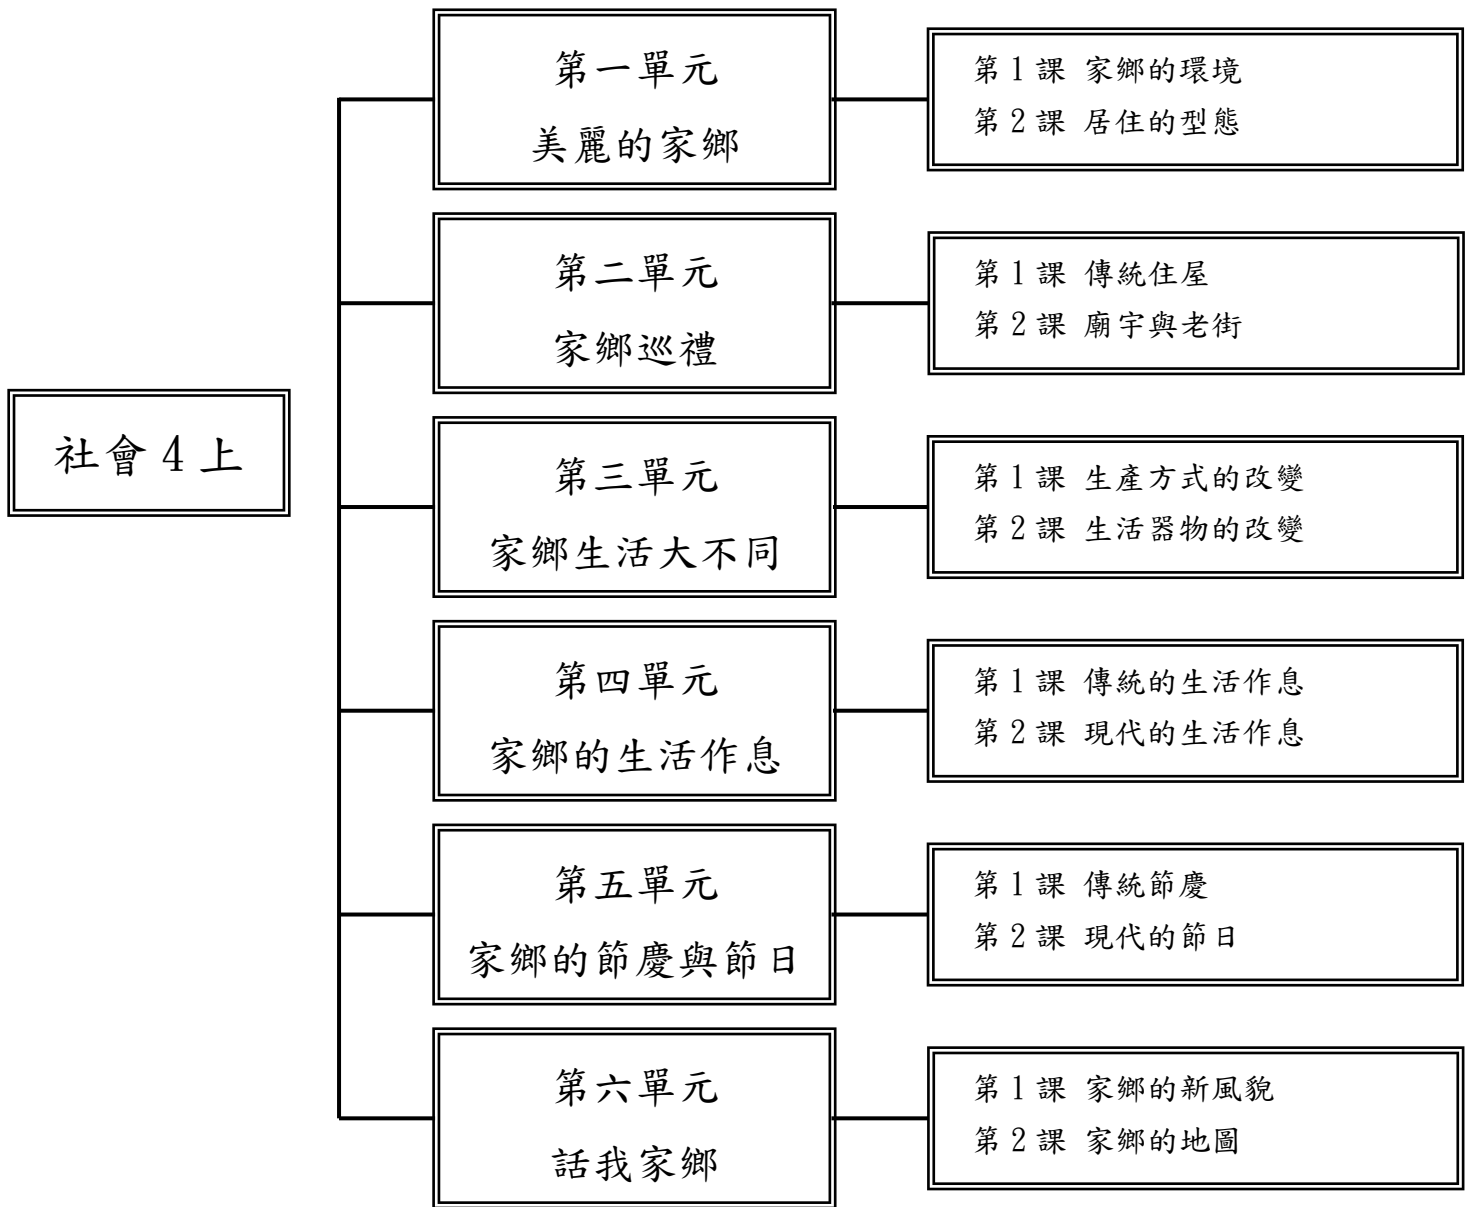 社會4上
第一單元
美麗的家鄉
第1課 家鄉的環境
第2課 居住的型態
第二單元
家鄉巡禮
第1課 傳統住屋
第2課 廟宇與老街
第三單元
家鄉生活大不同
第1課 生產方式的改變
第2課 生活器物的改變
第四單元
家鄉的生活作息
第1課 傳統的生活作息
第2課 現代的生活作息
第五單元
家鄉的節慶與節日
第1課 傳統節慶
第2課 現代的節日
第六單元
話我家鄉
第1課 家鄉的新風貌
第2課 家鄉的地圖